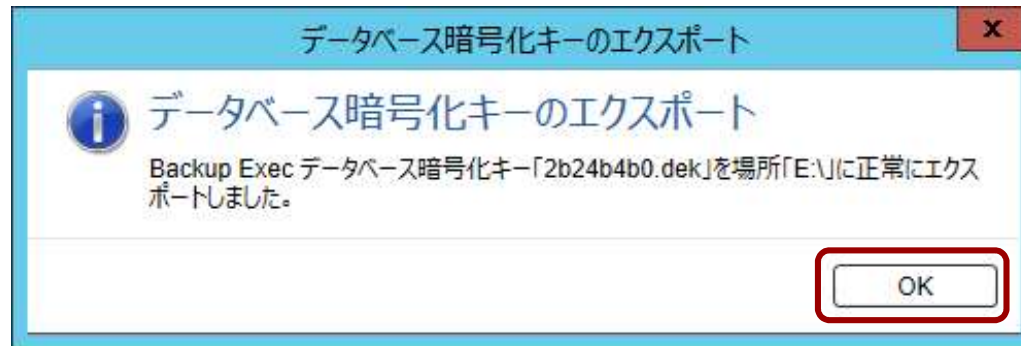 データベース暗号化キーのエクスポート
x
データベース暗号化キーのエクスポート
Backup Exec データベース暗号化キー「2b24b4b0.dek」を場所「E:\」に正常にエクス
ポートしました。
OK